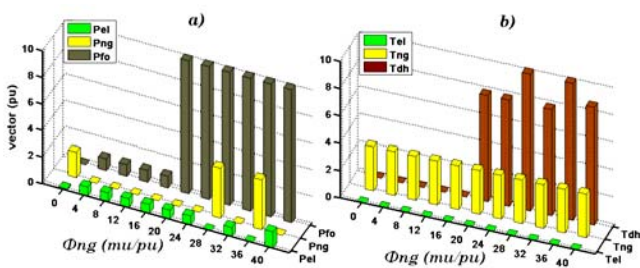 a)
Pel
Png
Pfo
vector (pu)
10
8
6
4
2
0
0
4
8
12
16
20
24
28
32
36
40
Φng (mu/pu)
Pfo
Png
Pel
b)
Tel
Tng
Tdh
10
8
6
4
2
0
0
4
8
12
16
20
24
28
32
36
40
Φng (mu/pu)
Tdh
Tng
Tel